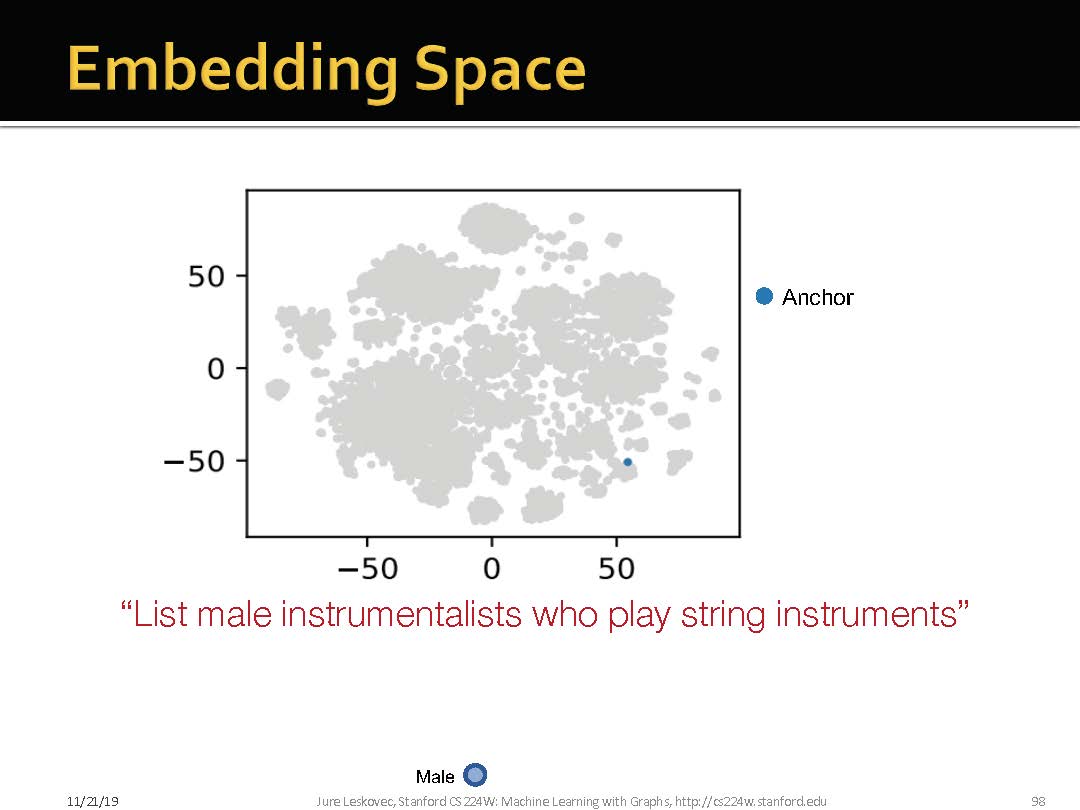 Embedding Space
50
0
−50
−50 0 50
Anchor
“List male instrumentalists who play string instruments”
Male
11/21/19 Jure Leskovec, Stanford CS224W: Machine Learning with Graphs, http://cs224w.stanford.edu 98